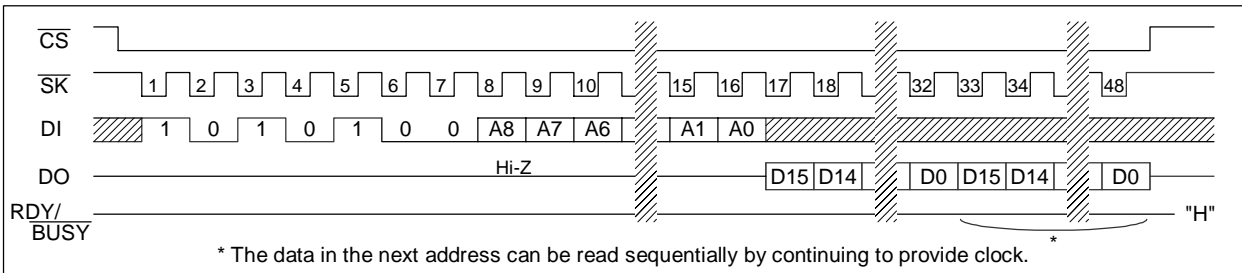 CS
SK 1 2 3 4 5 6 7 8 9 10 15 16 17 18 32 33 34 48
DI 1 0 1 0 1 0 0 A8 A7 A6 A1 A0
DO Hi-Z D15 D14 D0 D15 D14 D0
RDY/
BUSY "H"
*
* The data in the next address can be read sequentially by continuing to provide clock.